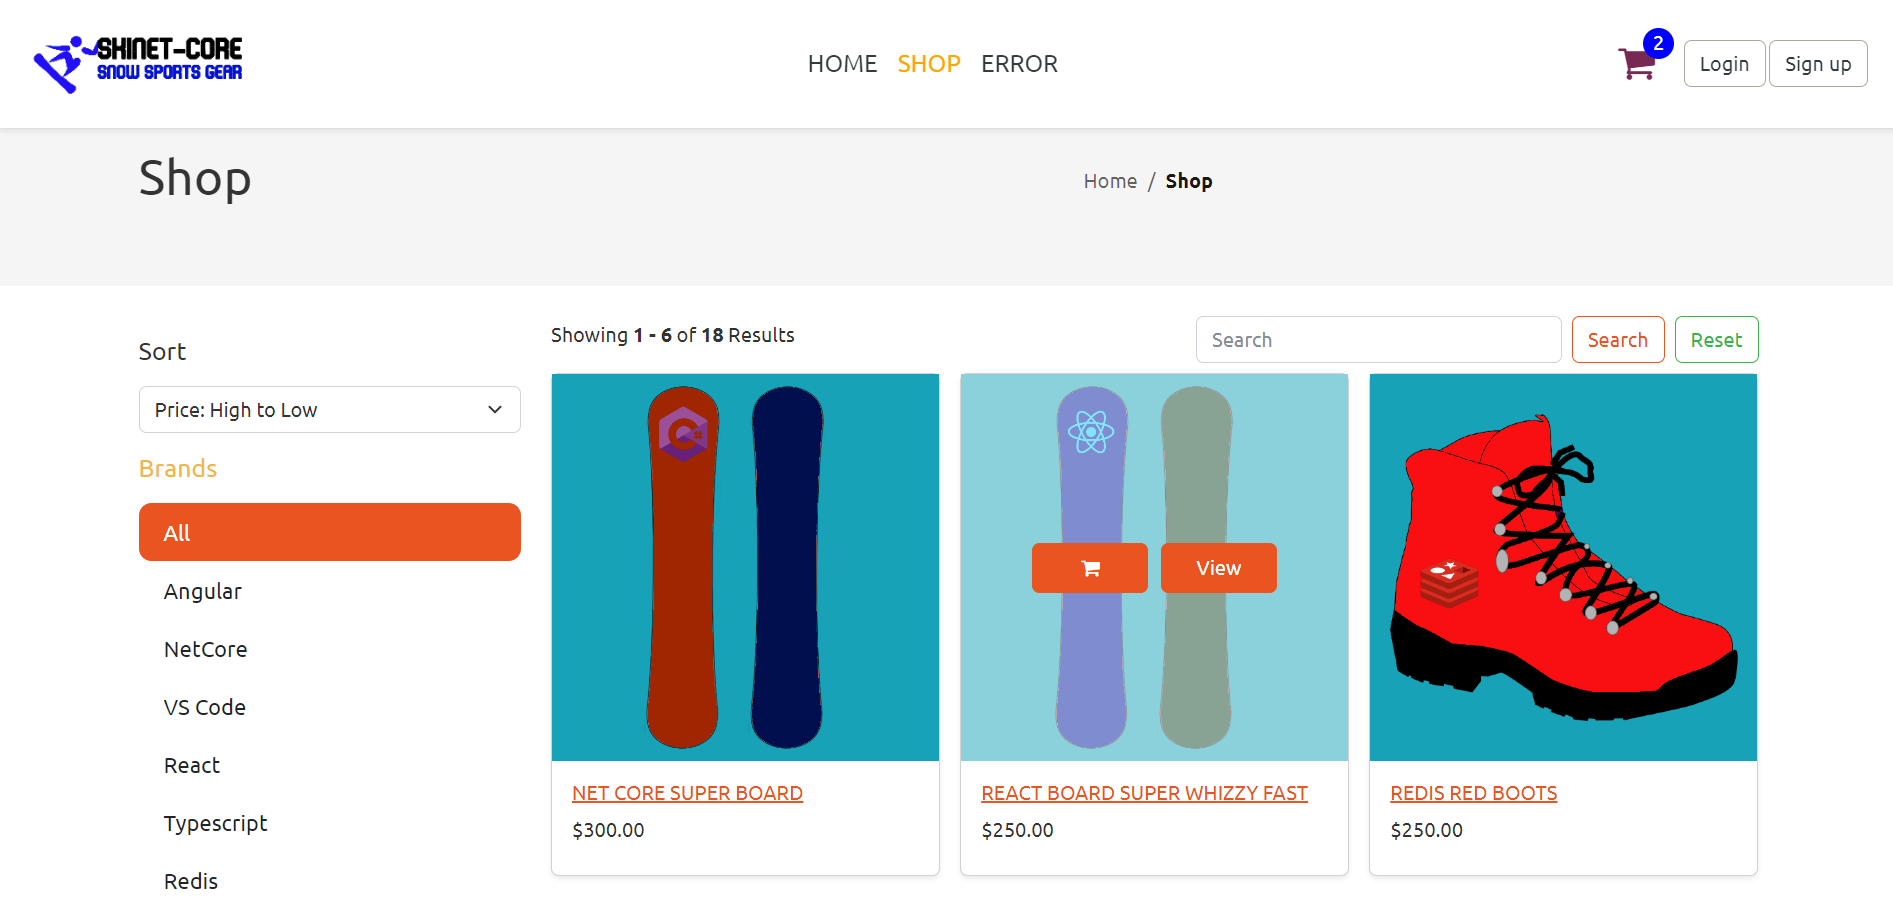 SKINET-CORE
SNOW SPORTS GEAR
HOME SHOP ERROR
2
Login Sign up
Shop
Home / Shop
Sort
Price: High to Low
Brands
All
Angular
NetCore
VS Code
React
Typescript
Redis
Showing 1 - 6 of 18 Results
Search Search Reset
C#
View
NET CORE SUPER BOARD
$300.00
REACT BOARD SUPER WHIZZY FAST
$250.00
REDIS RED BOOTS
$250.00